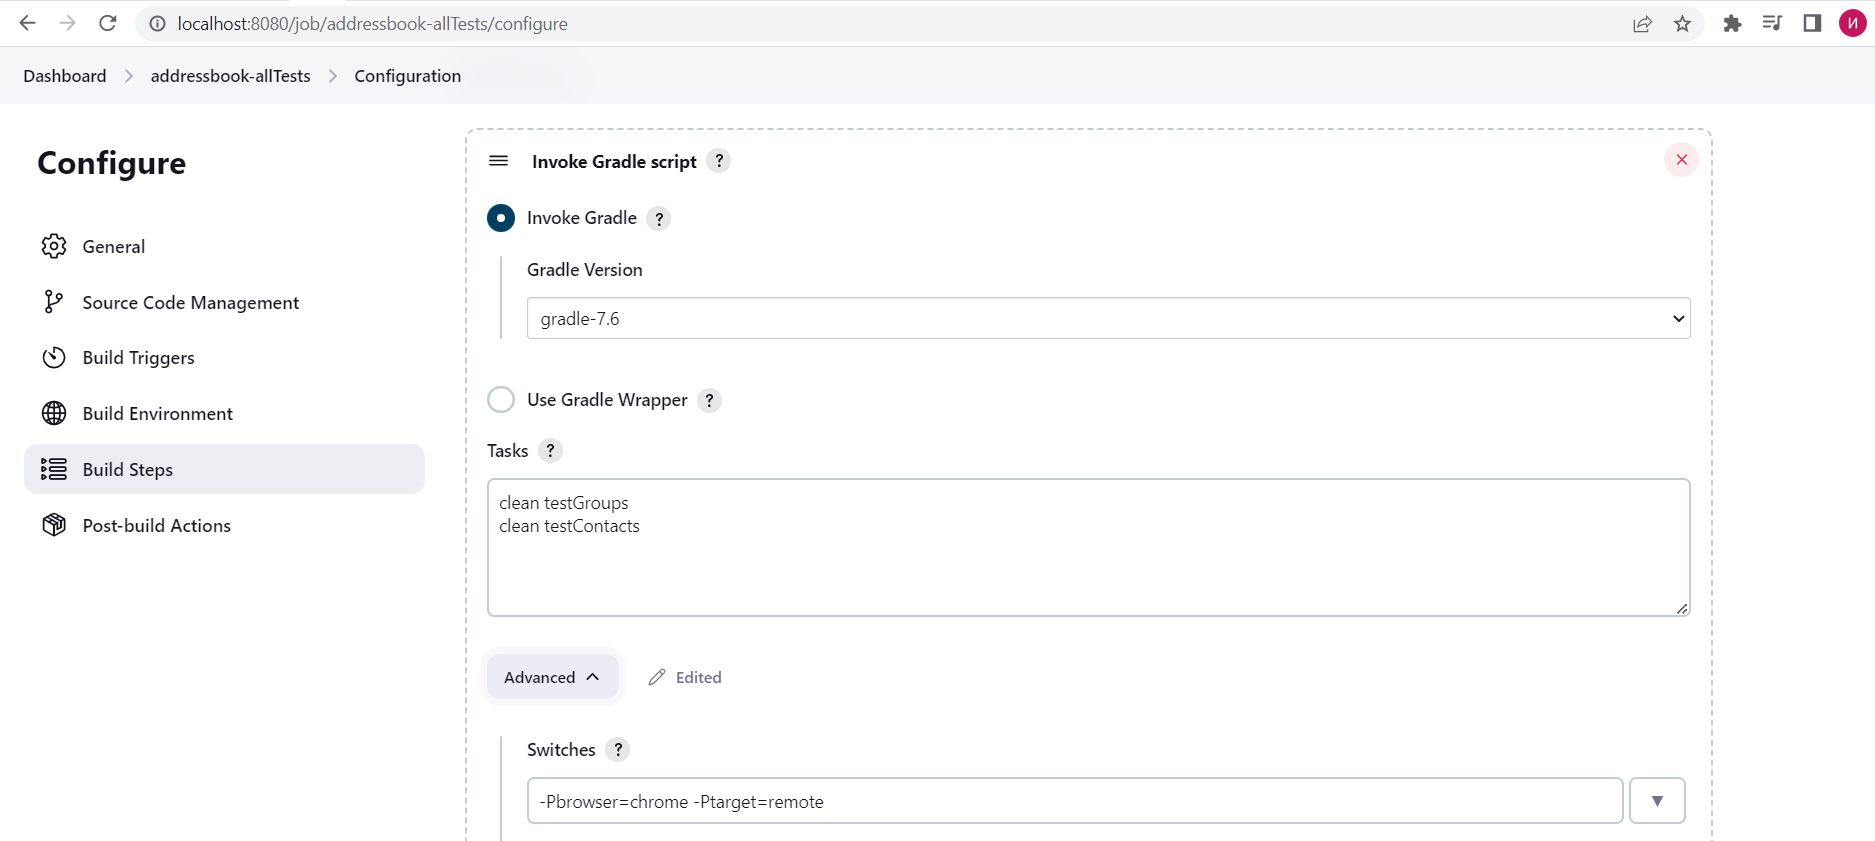 localhost:8080/job/addressbook-allTests/configure
И
Dashboard > addressbook-allTests > Configuration
Configure
General
Source Code Management
Build Triggers
Build Environment
Build Steps
Post-build Actions
Invoke Gradle script ?
Invoke Gradle ?
Gradle Version
gradle-7.6
Use Gradle Wrapper ?
Tasks ?
clean testGroups
clean testContacts
Advanced
Edited
Switches ?
-Pbrowser=chrome -Ptarget=remote